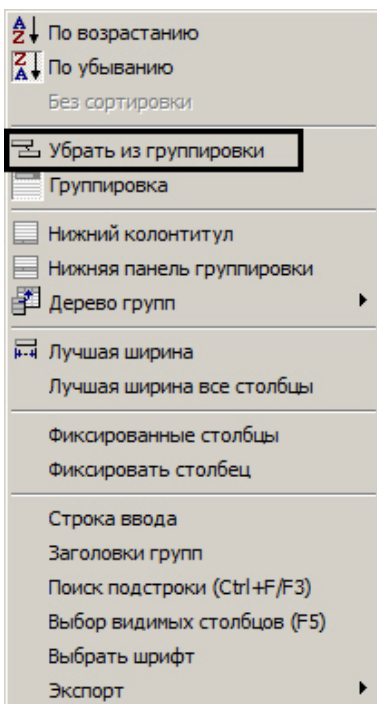 По возрастанию
По убыванию
Без сортировки
Убрать из группировки
Группировка
Нижний колонтитул
Нижняя панель группировки
Дерево групп
Лучшая ширина
Лучшая ширина все столбцы
Фиксированные столбцы
Фиксировать столбец
Строка ввода
Заголовки групп
Поиск подстроки (Ctrl+F/F3)
Выбор видимых столбцов (F5)
Выбрать шрифт
Экспорт